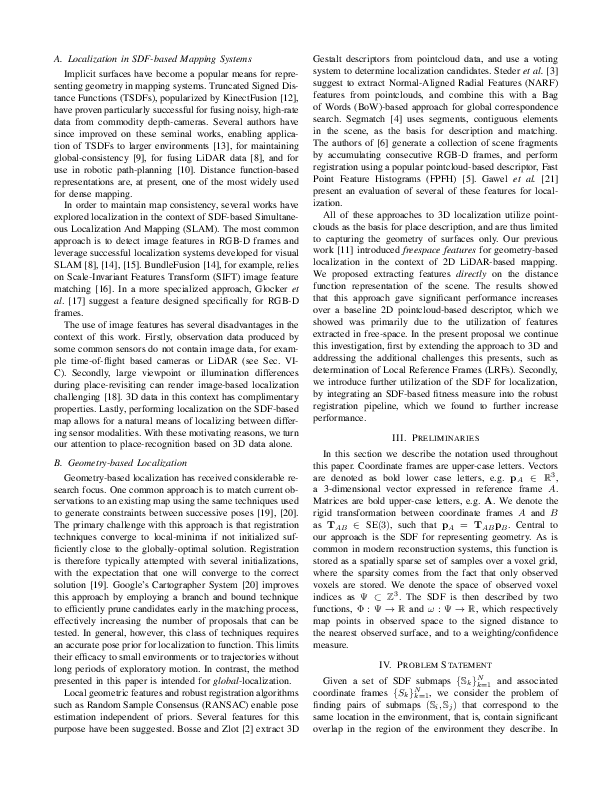 A. Localization in SDF-based Mapping Systems
Implicit surfaces have become a popular means for repre-
senting geometry in mapping systems. Truncated Signed Dis-
tance Functions (TSDFs), popularized by KinectFusion [12],
have proven particularly successful for fusing noisy, high-rate
data from commodity depth-cameras. Several authors have
since improved on these seminal works, enabling applica-
tion of TSDFs to larger environments [13], for maintaining
global-consistency [9], for fusing LiDAR data [8], and for
use in robotic path-planning [10]. Distance function-based
representations are, at present, one of the most widely used
for dense mapping.
In order to maintain map consistency, several works have
explored localization in the context of SDF-based Simultane-
ous Localization And Mapping (SLAM). The most common
approach is to detect image features in RGB-D frames and
leverage successful localization systems developed for visual
SLAM [8], [14], [15]. BundleFusion [14], for example, relies
on Scale-Invariant Features Transform (SIFT) image feature
matching [16]. In a more specialized approach, Glocker et
al. [17] suggest a feature designed specifically for RGB-D
frames.
The use of image features has several disadvantages in the
context of this work. Firstly, observation data produced by
some common sensors do not contain image data, for exam-
ple time-of-flight based cameras or LiDAR (see Sec. VI-
C). Secondly, large viewpoint or illumination differences
during place-revisiting can render image-based localization
challenging [18]. 3D data in this context has complimentary
properties. Lastly, performing localization on the SDF-based
map allows for a natural means of localizing between differ-
ing sensor modalities. With these motivating reasons, we turn
our attention to place-recognition based on 3D data alone.
B. Geometry-based Localization
Geometry-based localization has received considerable re-
search focus. One common approach is to match current ob-
servations to an existing map using the same techniques used
to generate constraints between successive poses [19], [20].
The primary challenge with this approach is that registration
techniques converge to local-minima if not initialized suf-
ficiently close to the globally-optimal solution. Registration
is therefore typically attempted with several initializations,
with the expectation that one will converge to the correct
solution [19]. Google's Cartographer System [20] improves
this approach by employing a branch and bound technique
to efficiently prune candidates early in the matching process,
effectively increasing the number of proposals that can be
tested. In general, however, this class of techniques requires
an accurate pose prior for localization to function. This limits
their efficacy to small environments or to trajectories without
long periods of exploratory motion. In contrast, the method
presented in this paper is intended for global-localization.
Local geometric features and robust registration algorithms
such as Random Sample Consensus (RANSAC) enable pose
estimation independent of priors. Several features for this
purpose have been suggested. Bosse and Zlot [2] extract 3D
Gestalt descriptors from pointcloud data, and use a voting
system to determine localization candidates. Steder et al. [3]
suggest to extract Normal-Aligned Radial Features (NARF)
features from pointclouds, and combine this with a Bag
of Words (BoW)-based approach for global correspondence
search. Segmatch [4] uses segments, contiguous elements
in the scene, as the basis for description and matching.
The authors of [6] generate a collection of scene fragments
by accumulating consecutive RGB-D frames, and perform
registration using a popular pointcloud-based descriptor, Fast
Point Feature Histograms (FPFH) [5]. Gawel et al. [21]
present an evaluation of several of these features for local-
ization.
All of these approaches to 3D localization utilize point-
clouds as the basis for place description, and are thus limited
to capturing the geometry of surfaces only. Our previous
work [11] introduced freespace features for geometry-based
localization in the context of 2D LiDAR-based mapping.
We proposed extracting features directly on the distance
function representation of the scene. The results showed
that this approach gave significant performance increases
over a baseline 2D pointcloud-based descriptor, which we
showed was primarily due to the utilization of features
extracted in free-space. In the present proposal we continue
this investigation, first by extending the approach to 3D and
addressing the additional challenges this presents, such as
determination of Local Reference Frames (LRFs). Secondly,
we introduce further utilization of the SDF for localization,
by integrating an SDF-based fitness measure into the robust
registration pipeline, which we found to further increase
performance.
III. PRELIMINARIES
In this section we describe the notation used throughout
this paper. Coordinate frames are upper-case letters. Vectors
are denoted as bold lower case letters, e.g. p_A ∈ ℝ³,
a 3-dimensional vector expressed in reference frame A.
Matrices are bold upper-case letters, e.g. A. We denote the
rigid transformation between coordinate frames A and B
as T_AB ∈ SE(3), such that p_A = T_AB p_B. Central to
our approach is the SDF for representing geometry. As is
common in modern reconstruction systems, this function is
stored as a spatially sparse set of samples over a voxel grid,
where the sparsity comes from the fact that only observed
voxels are stored. We denote the space of observed voxel
indices as Ψ ⊂ ℤ³. The SDF is then described by two
functions, Φ : Ψ → ℝ and ω : Ψ → ℝ, which respectively
map points in observed space to the signed distance to
the nearest observed surface, and to a weighting/confidence
measure.
IV. PROBLEM STATEMENT
Given a set of SDF submaps {𝕊_k}_{k=1}^N and associated
coordinate frames {S_k}_{k=1}^N, we consider the problem of
finding pairs of submaps (𝕊_i, 𝕊_j) that correspond to the
same location in the environment, that is, contain significant
overlap in the region of the environment they describe. In